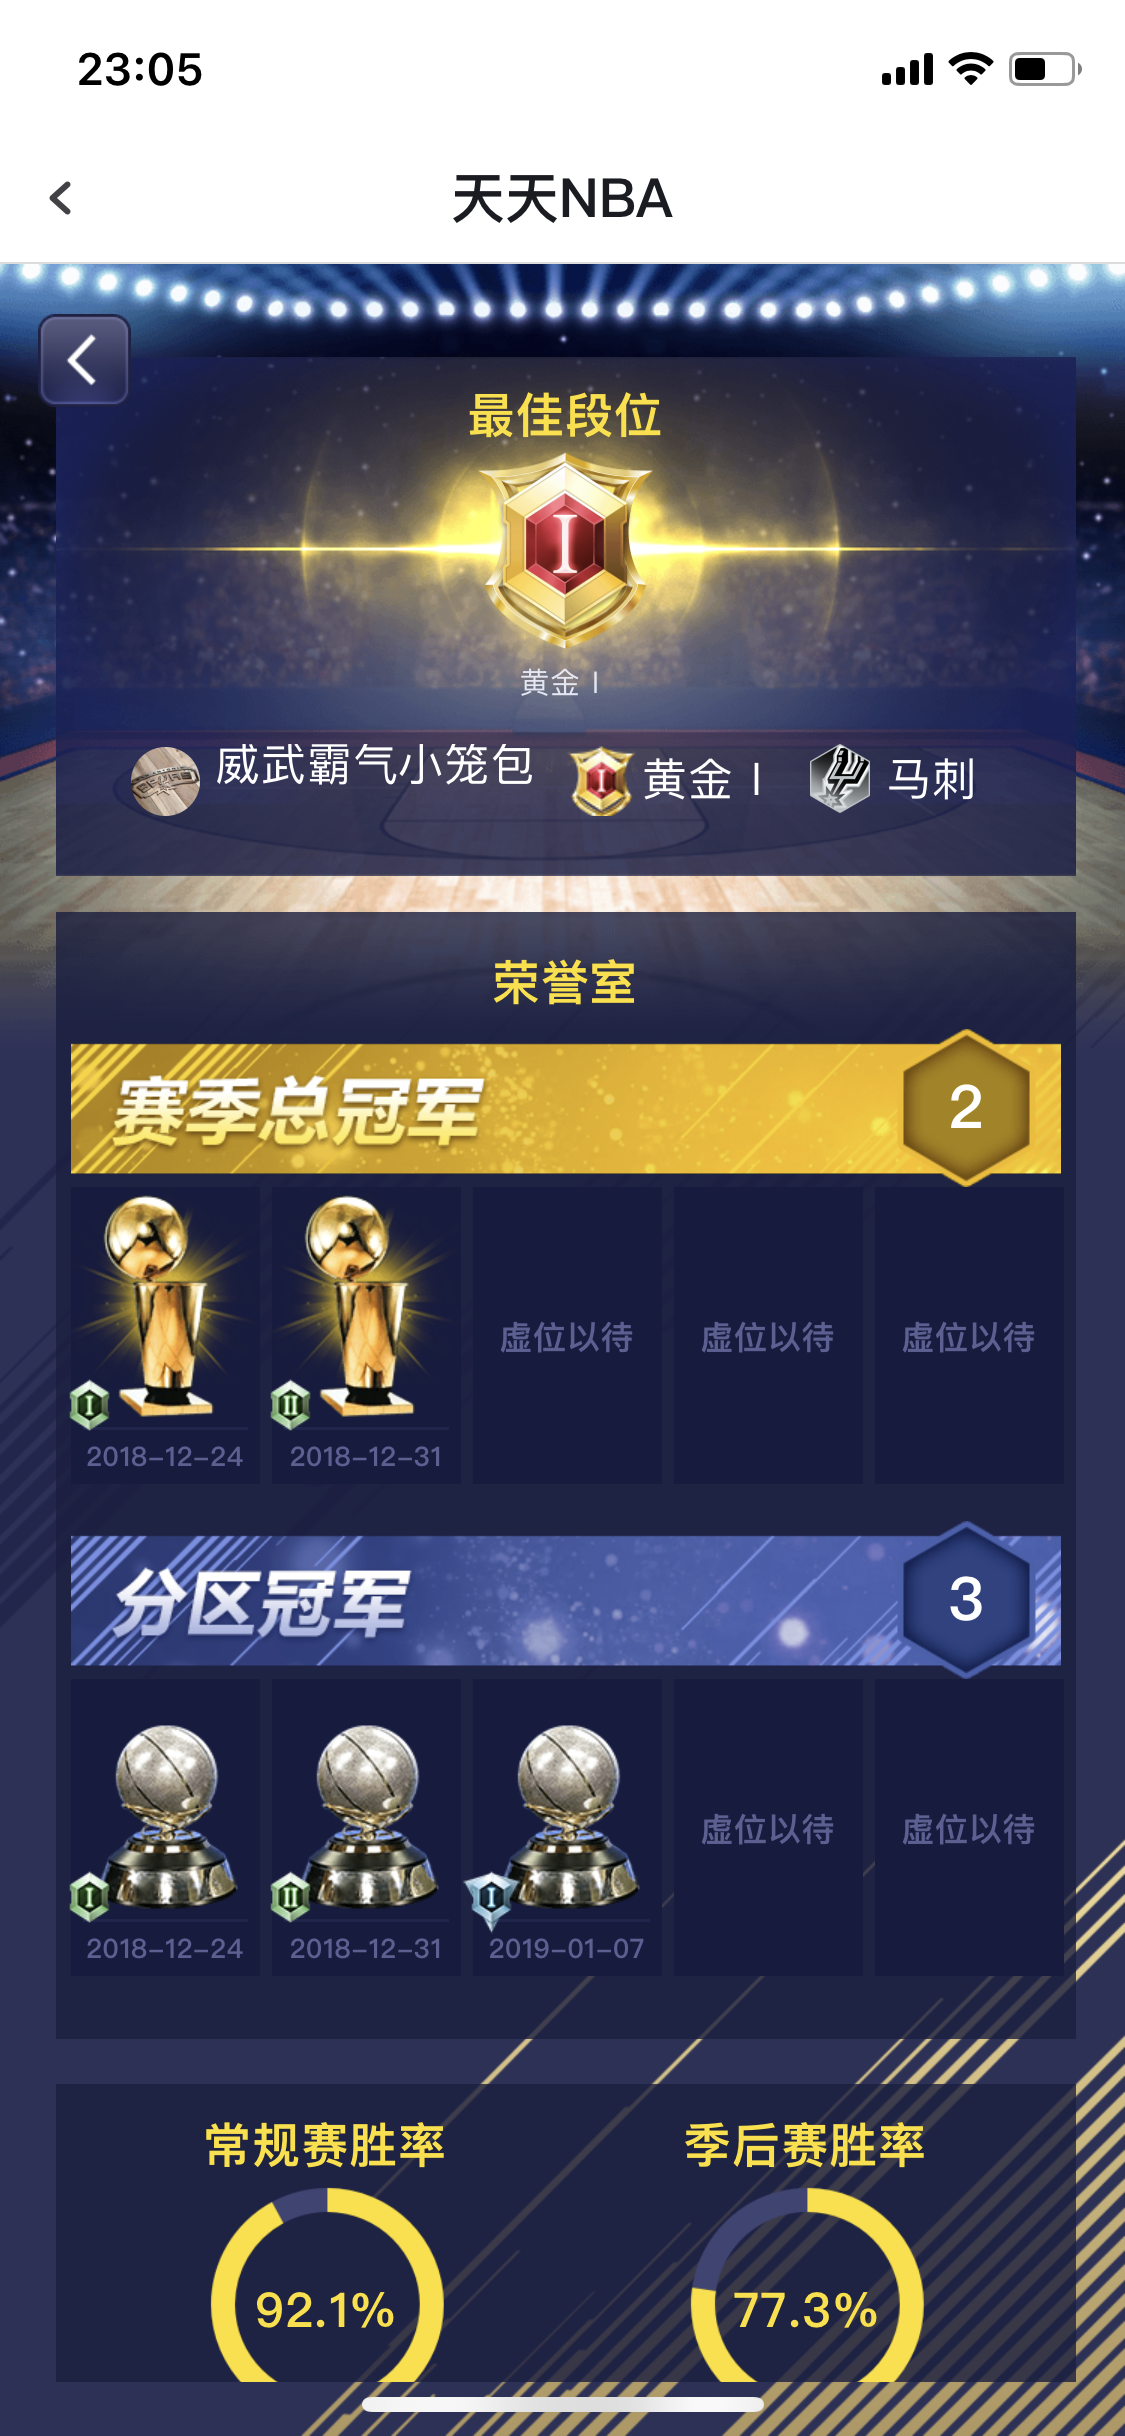 23:05
天天NBA
最佳段位
I
黄金 I
威武霸气小笼包 I 黄金 I 马刺
荣誉室
赛季总冠军 2
虚位以待 虚位以待 虚位以待
I II
2018-12-24 2018-12-31
分区冠军 3
虚位以待 虚位以待
I II I
2018-12-24 2018-12-31 2019-01-07
常规赛胜率 季后赛胜率
92.1% 77.3%